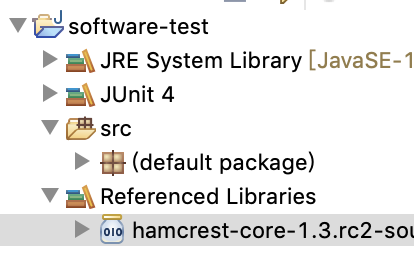 software-test
JRE System Library [JavaSE-1
JUnit 4
src
(default package)
Referenced Libraries
hamcrest-core-1.3.rc2-sou